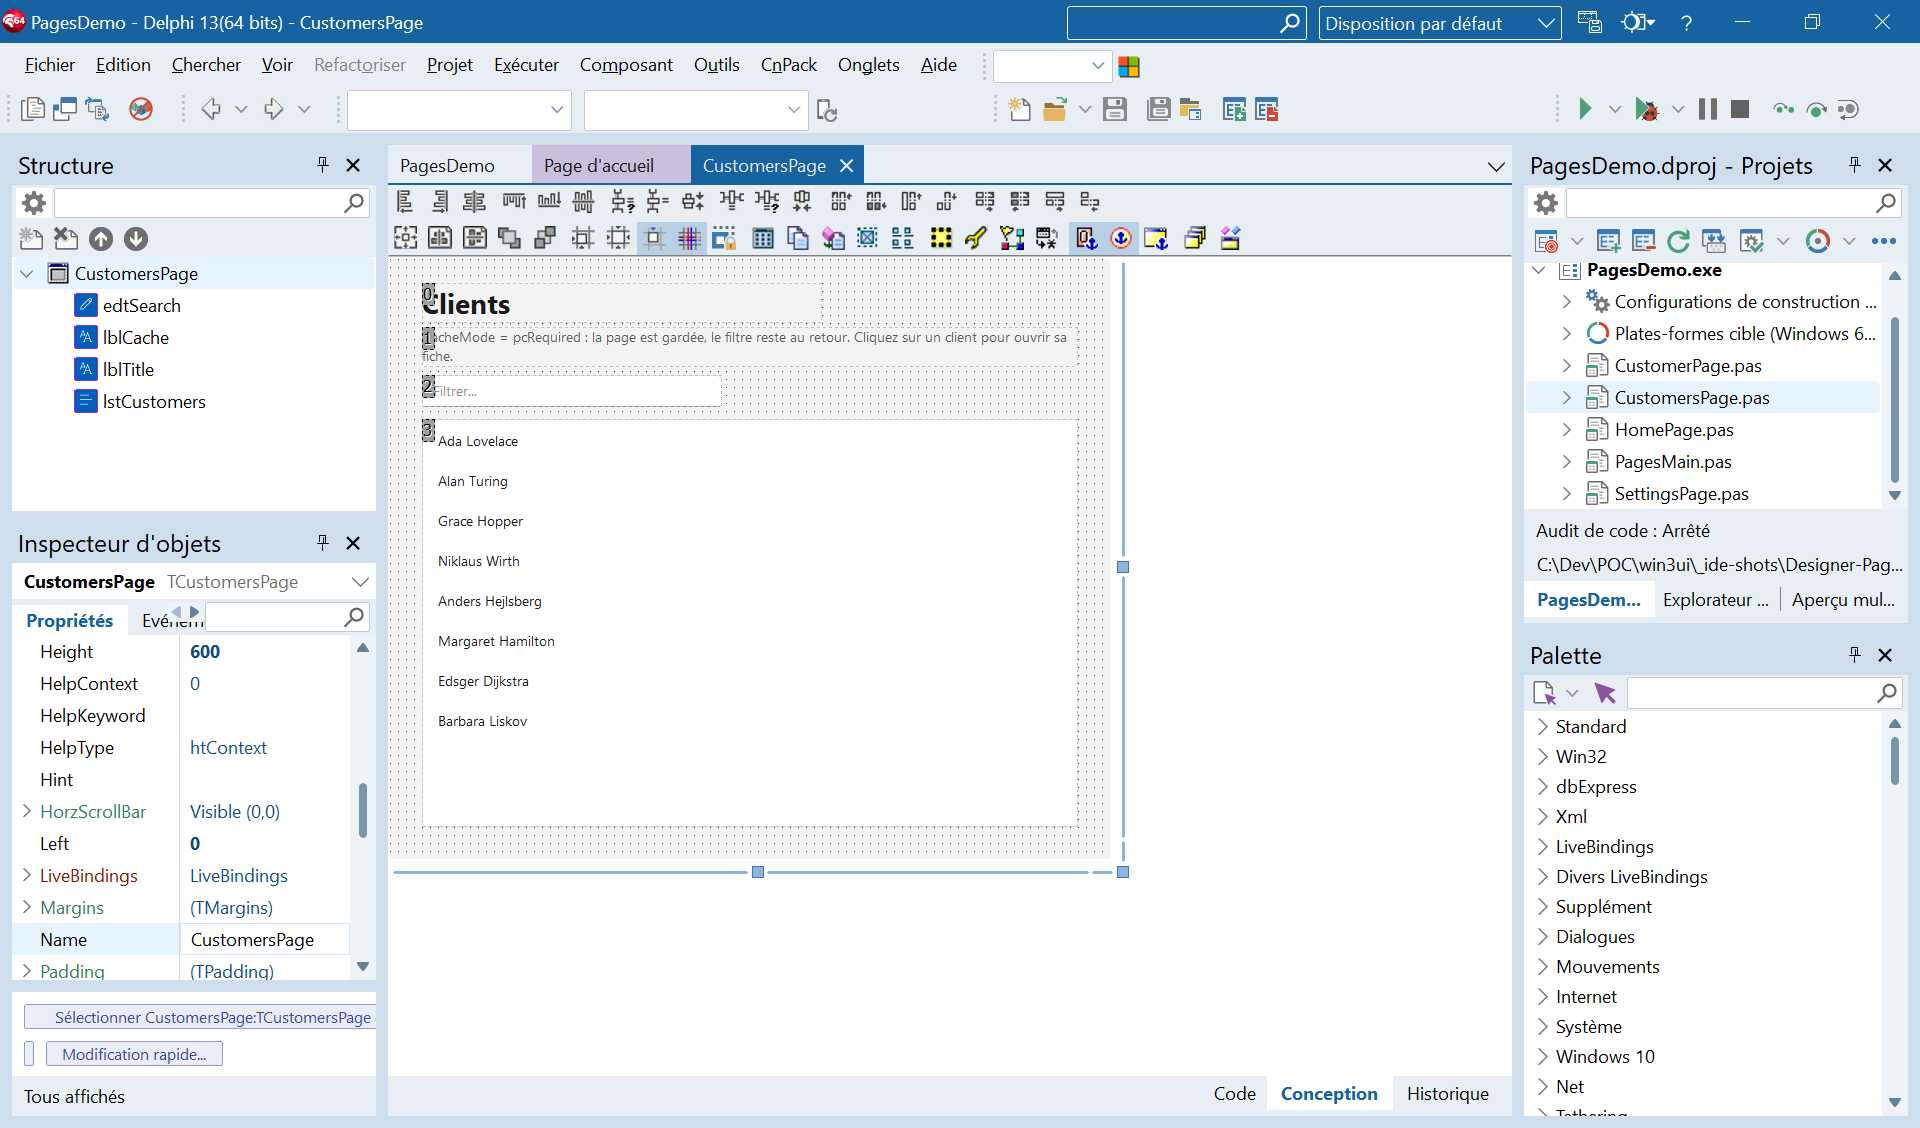 PagesDemo - Delphi 13(64 bits) - CustomersPage
Disposition par défaut
Fichier Edition Chercher Voir Refactoriser Projet Exécuter Composant Outils CnPack Onglets Aide
Structure
CustomersPage
edtSearch
lblCache
lblTitle
lstCustomers
Inspecteur d'objets
CustomersPage TCustomersPage
Propriétés Evénem
Height 600
HelpContext 0
HelpKeyword
HelpType htContext
Hint
HorzScrollBar Visible (0,0)
Left 0
LiveBindings LiveBindings
Margins (TMargins)
Name CustomersPage
Padding (TPadding)
Sélectionner CustomersPage:TCustomersPage
Modification rapide...
Tous affichés
PagesDemo Page d'accueil CustomersPage
0
Clients
1
acheMode = pcRequired : la page est gardée, le filtre reste au retour. Cliquez sur un client pour ouvrir sa
fiche.
2
Filtrer...
3
Ada Lovelace
Alan Turing
Grace Hopper
Niklaus Wirth
Anders Hejlsberg
Margaret Hamilton
Edsger Dijkstra
Barbara Liskov
Code Conception Historique
PagesDemo.dproj - Projets
PagesDemo.exe
Configurations de construction ...
Plates-formes cible (Windows 6...
CustomerPage.pas
CustomersPage.pas
HomePage.pas
PagesMain.pas
SettingsPage.pas
Audit de code : Arrêté
C:\Dev\POC\win3ui\_ide-shots\Designer-Pag...
PagesDem... Explorateur ... Aperçu mul...
Palette
Standard
Win32
dbExpress
Xml
LiveBindings
Divers LiveBindings
Supplément
Dialogues
Mouvements
Internet
Système
Windows 10
Net
Tethering